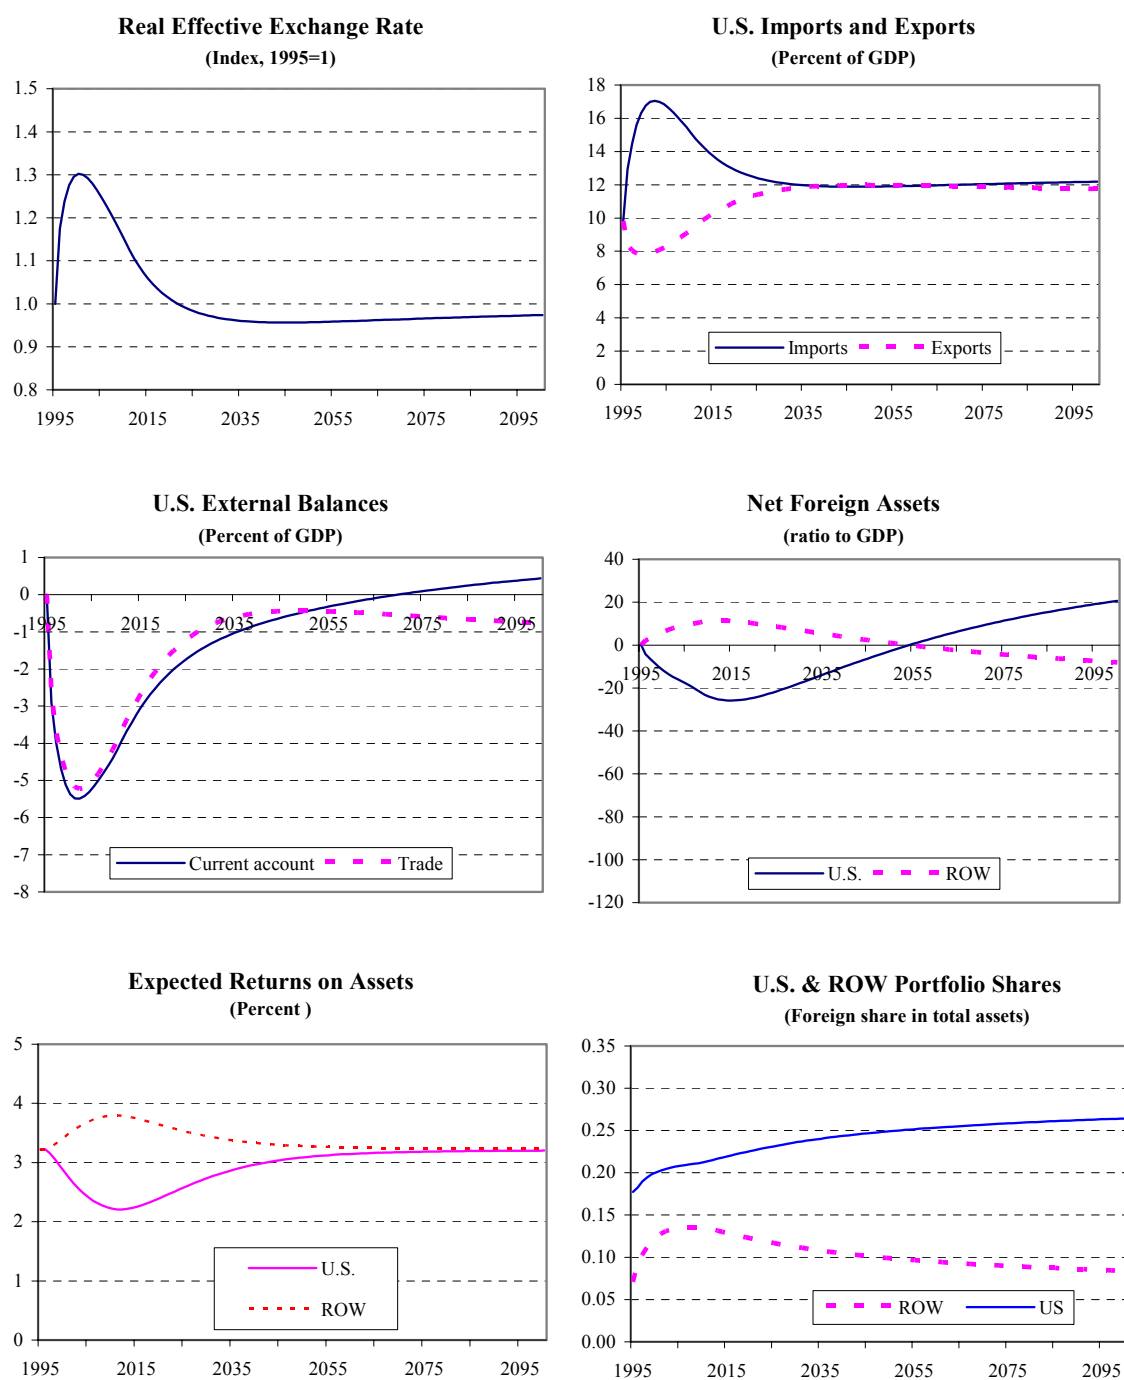 Real Effective Exchange Rate
(Index, 1995=1)
1.5
1.4
1.3
1.2
1.1
1.0
0.9
0.8
1995 2015 2035 2055 2075 2095
U.S. Imports and Exports
(Percent of GDP)
18
16
14
12
10
8
6
4
2
0
Imports Exports
1995 2015 2035 2055 2075 2095
U.S. External Balances
(Percent of GDP)
1
0
-1
-2
-3
-4
-5
-6
-7
-8
1995 2015 2035 2055 2075 2095
Current account Trade
Net Foreign Assets
(ratio to GDP)
40
20
0
-20
-40
-60
-80
-100
-120
1995 2015 2035 2055 2075 2095
U.S. ROW
Expected Returns on Assets
(Percent )
5
4
3
2
1
0
U.S.
ROW
1995 2015 2035 2055 2075 2095
U.S. & ROW Portfolio Shares
(Foreign share in total assets)
0.35
0.30
0.25
0.20
0.15
0.10
0.05
0.00
ROW US
1995 2015 2035 2055 2075 2095